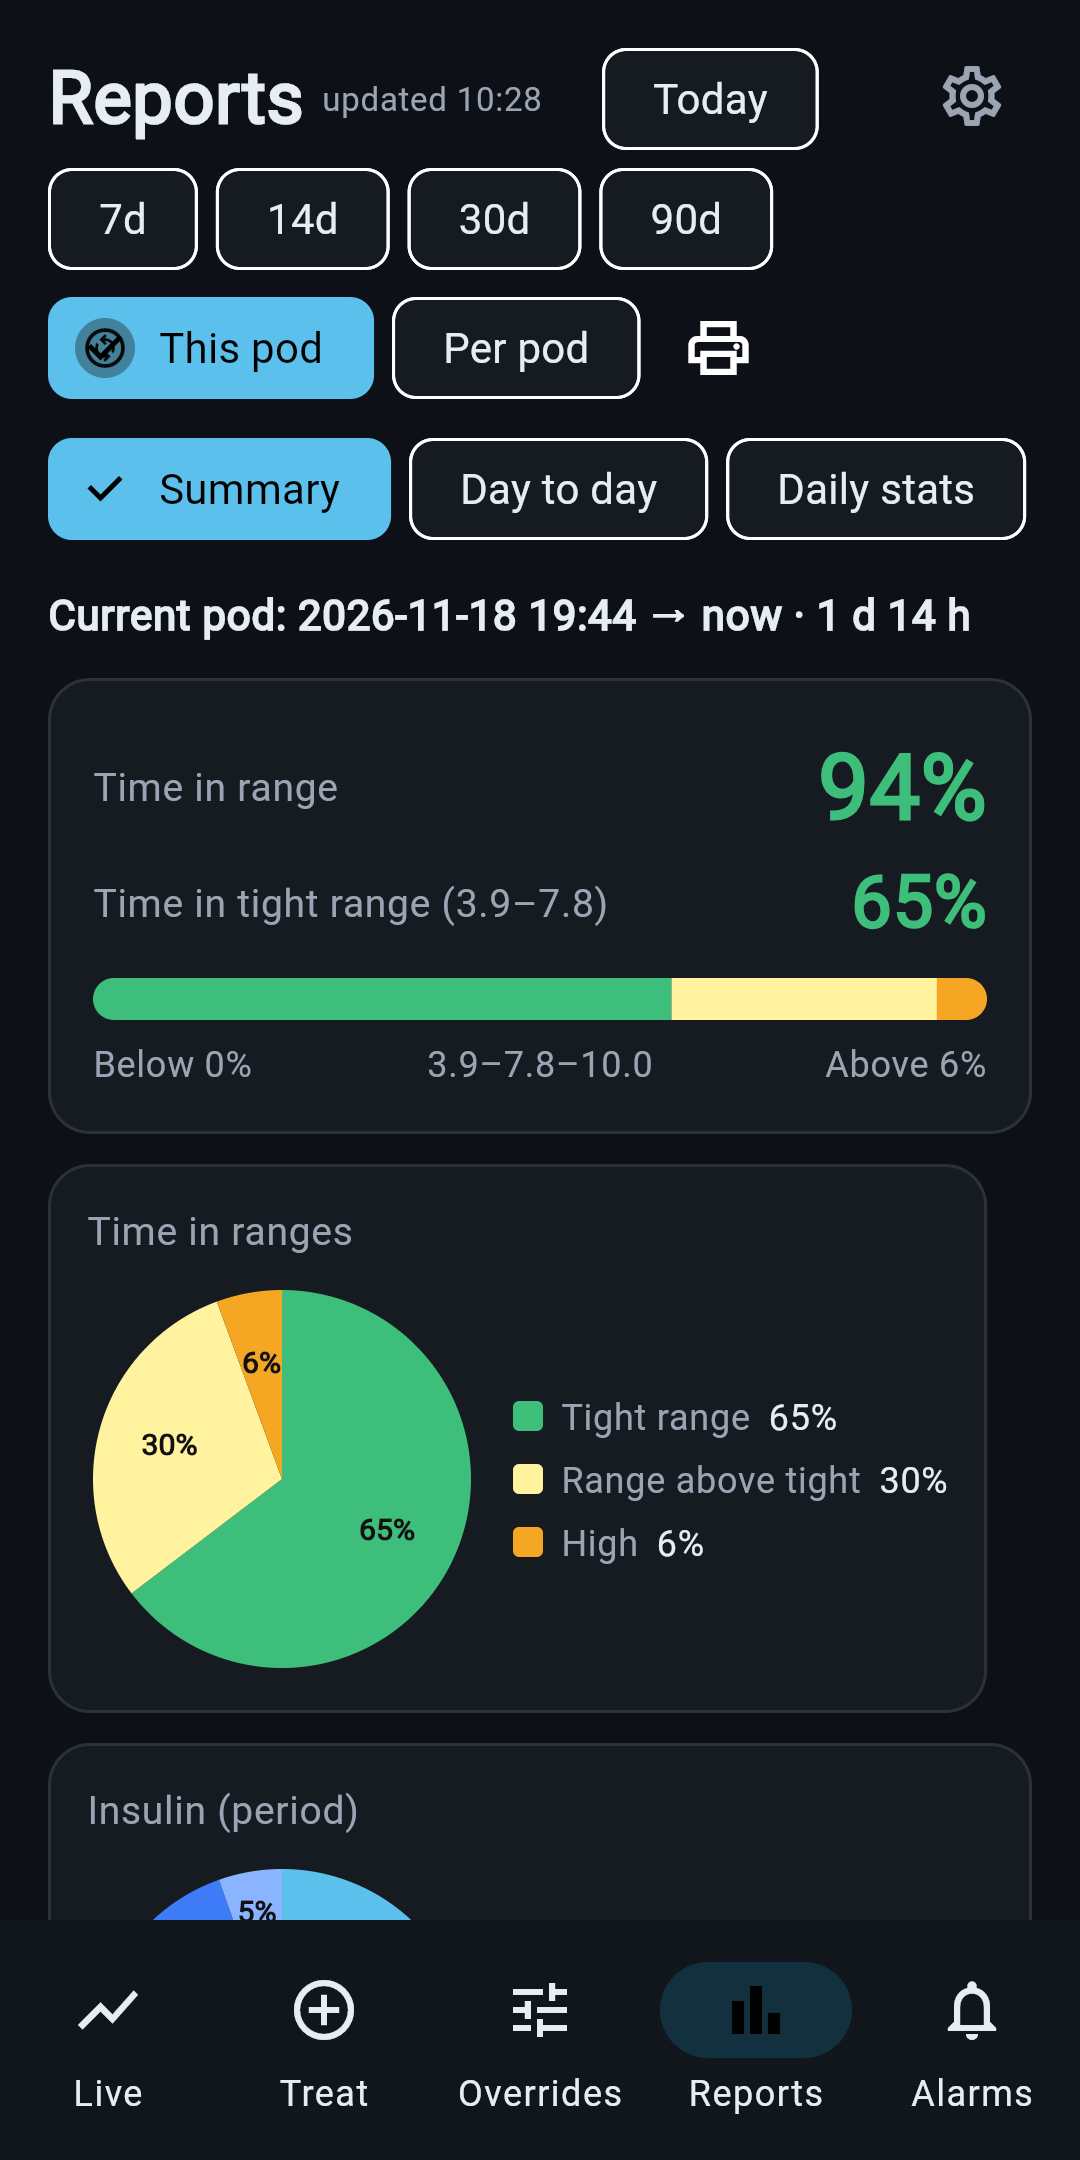 Reports updated 10:28 Today
7d 14d 30d 90d
This pod Per pod
Summary Day to day Daily stats
Current pod: 2026-11-18 19:44 → now · 1 d 14 h
Time in range 94%
Time in tight range (3.9–7.8) 65%
Below 0% 3.9–7.8–10.0 Above 6%
Time in ranges
6%
30%
65%
Tight range 65%
Range above tight 30%
High 6%
Insulin (period)
5%
Live Treat Overrides Reports Alarms